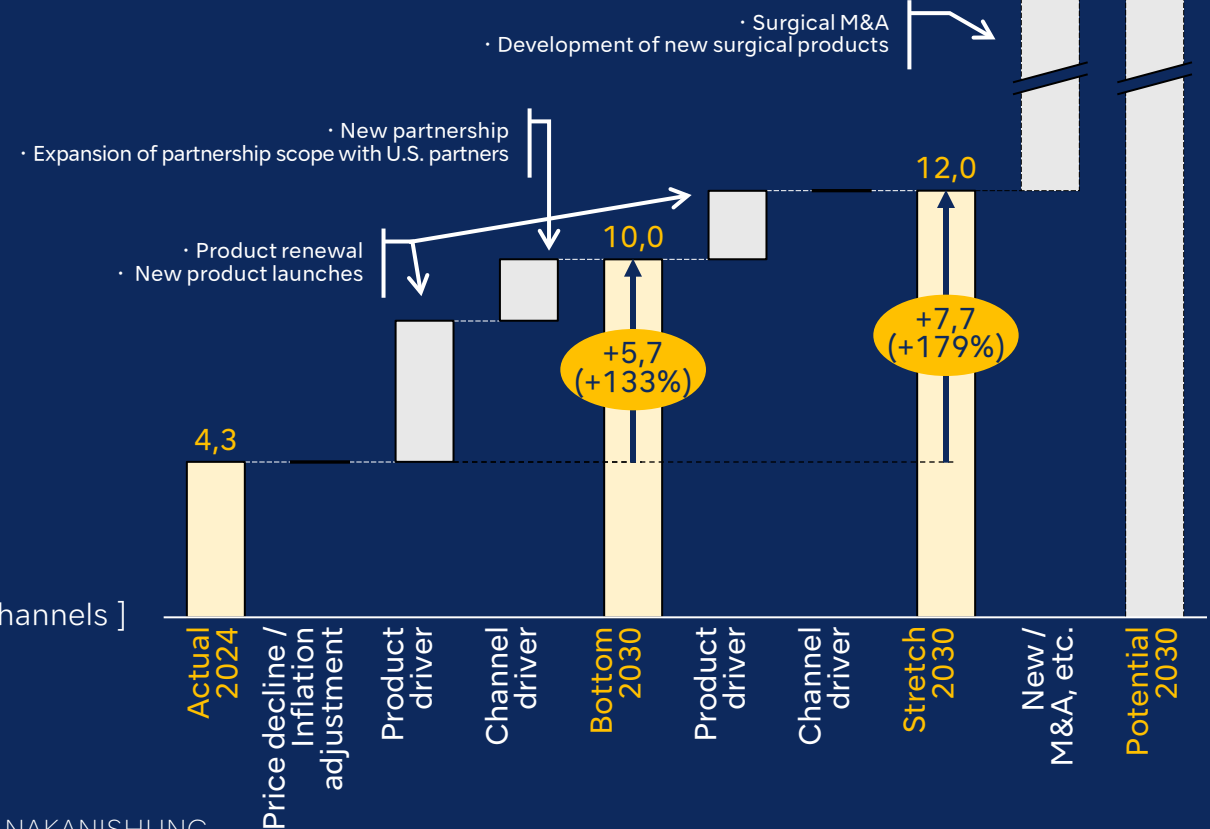 · Surgical M&A
· Development of new surgical products
· New partnership
· Expansion of partnership scope with U.S. partners
· Product renewal
· New product launches
12,0
10,0
4,3
+5,7
(+133%)
+7,7
(+179%)
hannels ]
Actual
2024
Price decline /
Inflation
adjustment
Product
driver
Channel
driver
Bottom
2030
Product
driver
Channel
driver
Stretch
2030
New /
M&A, etc.
Potential
2030